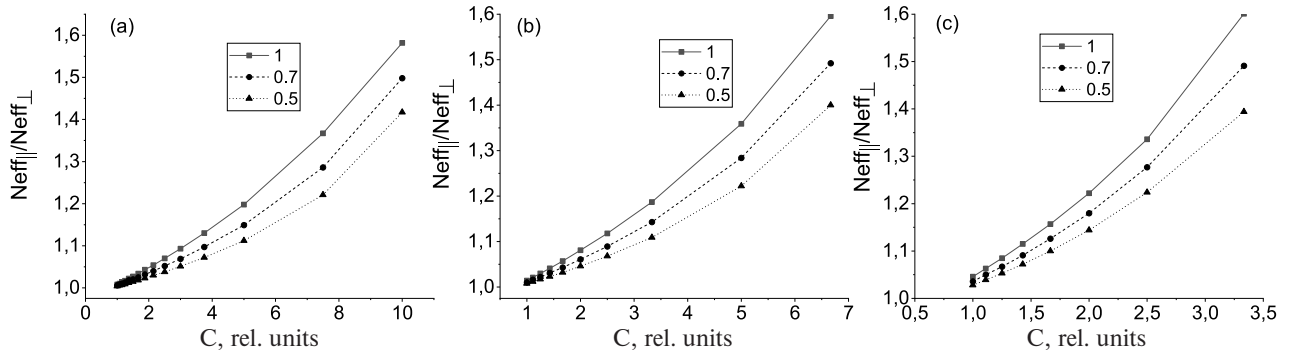 (a)
1
0.7
0.5
1,6
1,5
1,4
1,3
1,2
1,1
1,0
Neff||/Neff⊥
0 2 4 6 8 10
C, rel. units
(b)
1
0.7
0.5
1,6
1,5
1,4
1,3
1,2
1,1
1,0
Neff||/Neff⊥
0 1 2 3 4 5 6 7
C, rel. units
(c)
1
0.7
0.5
1,6
1,5
1,4
1,3
1,2
1,1
1,0
Neff||/Neff⊥
0,5 1,0 1,5 2,0 2,5 3,0 3,5
C, rel. units